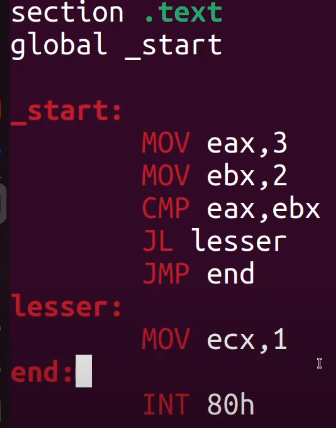 section .text
global _start
_start:
MOV eax,3
MOV ebx,2
CMP eax,ebx
JL lesser
JMP end
lesser:
MOV ecx,1
end:
INT 80h